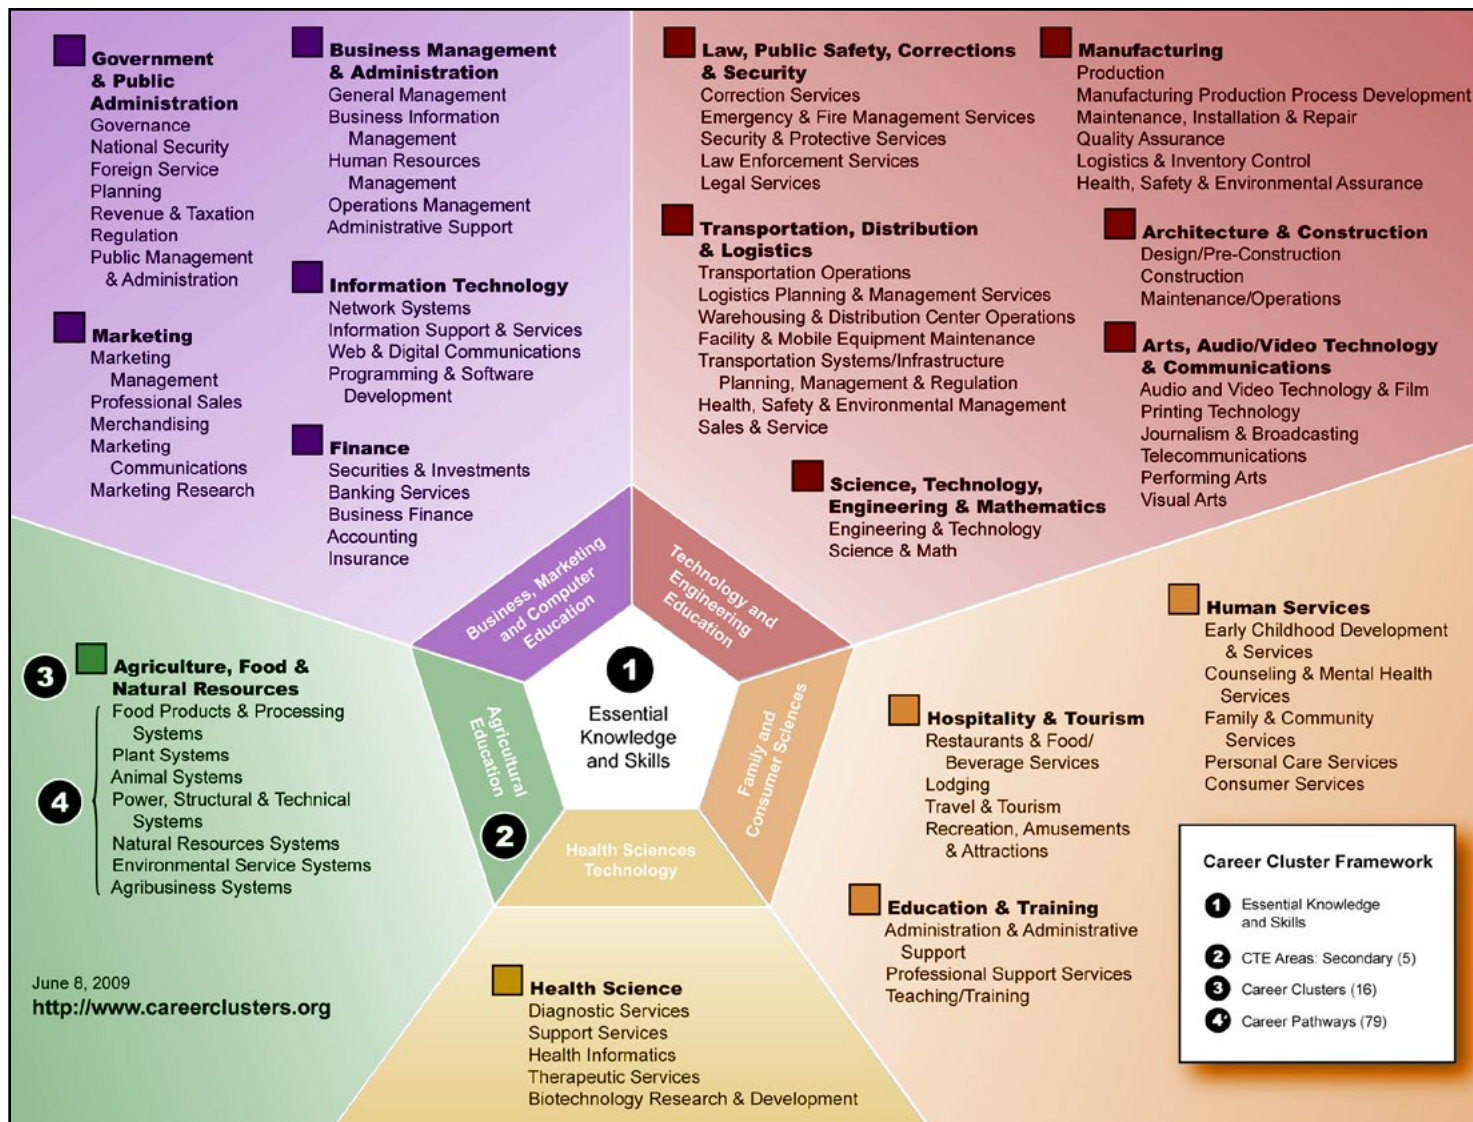 Government
& Public
Administration
Governance
National Security
Foreign Service
Planning
Revenue & Taxation
Regulation
Public Management
& Administration
Marketing
Marketing
Management
Professional Sales
Merchandising
Marketing
Communications
Marketing Research
Business Management
& Administration
General Management
Business Information
Management
Human Resources
Management
Operations Management
Administrative Support
Information Technology
Network Systems
Information Support & Services
Web & Digital Communications
Programming & Software
Development
Finance
Securities & Investments
Banking Services
Business Finance
Accounting
Insurance
Law, Public Safety, Corrections
& Security
Correction Services
Emergency & Fire Management Services
Security & Protective Services
Law Enforcement Services
Legal Services
Transportation, Distribution
& Logistics
Transportation Operations
Logistics Planning & Management Services
Warehousing & Distribution Center Operations
Facility & Mobile Equipment Maintenance
Transportation Systems/Infrastructure
Planning, Management & Regulation
Health, Safety & Environmental Management
Sales & Service
Science, Technology,
Engineering & Mathematics
Engineering & Technology
Science & Math
Manufacturing
Production
Manufacturing Production Process Development
Maintenance, Installation & Repair
Quality Assurance
Logistics & Inventory Control
Health, Safety & Environmental Assurance
Architecture & Construction
Design/Pre-Construction
Construction
Maintenance/Operations
Arts, Audio/Video Technology
& Communications
Audio and Video Technology & Film
Printing Technology
Journalism & Broadcasting
Telecommunications
Performing Arts
Visual Arts
Business, Marketing
and Computer
Education
Technology and
Engineering
Education
1
Essential
Knowledge
and Skills
Agricultural
Education
2
Family and
Consumer Sciences
Health Sciences
Technology
3
Agriculture, Food &
Natural Resources
4
Food Products & Processing
Systems
Plant Systems
Animal Systems
Power, Structural & Technical
Systems
Natural Resources Systems
Environmental Service Systems
Agribusiness Systems
June 8, 2009
http://www.careerclusters.org
Health Science
Diagnostic Services
Support Services
Health Informatics
Therapeutic Services
Biotechnology Research & Development
Hospitality & Tourism
Restaurants & Food/
Beverage Services
Lodging
Travel & Tourism
Recreation, Amusements
& Attractions
Education & Training
Administration & Administrative
Support
Professional Support Services
Teaching/Training
Human Services
Early Childhood Development
& Services
Counseling & Mental Health
Services
Family & Community
Services
Personal Care Services
Consumer Services
Career Cluster Framework
1 Essential Knowledge
and Skills
2 CTE Areas: Secondary (5)
3 Career Clusters (16)
4 Career Pathways (79)